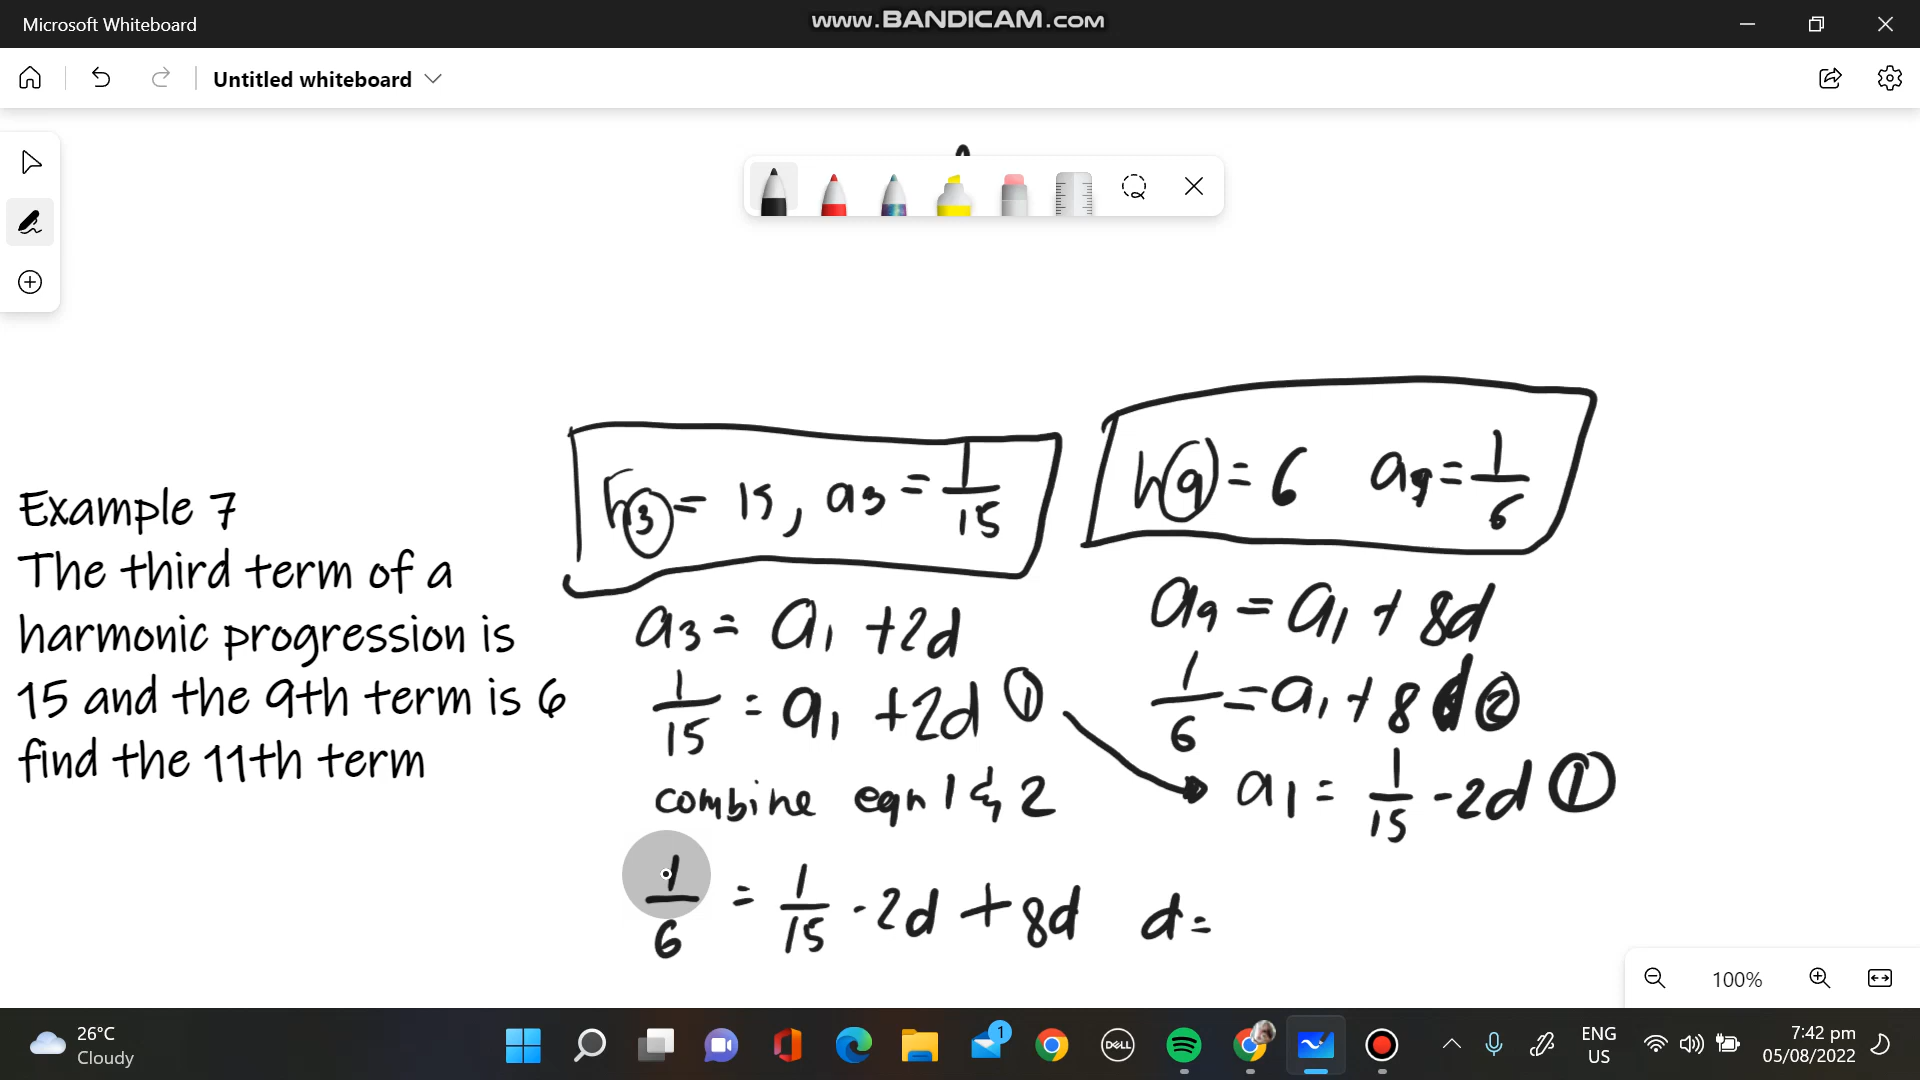 Microsoft Whiteboard
www.BANDICAM.com
Untitled whiteboard
Example 7
The third term of a
harmonic progression is
15 and the 9th term is 6
find the 11th term
h3 = 15, a3 = 1/15
h9 = 6 a9 = 1/6
a3 = a1 + 2d
a9 = a1 + 8d
1/15 = a1 + 2d ①
1/6 = a1 + 8d ②
combine eqn 1 & 2
a1 = 1/15 - 2d ①
1/6 = 1/15 - 2d + 8d d =
100%
26°C
Cloudy
1
DELL
ENG
US
7:42 pm
05/08/2022